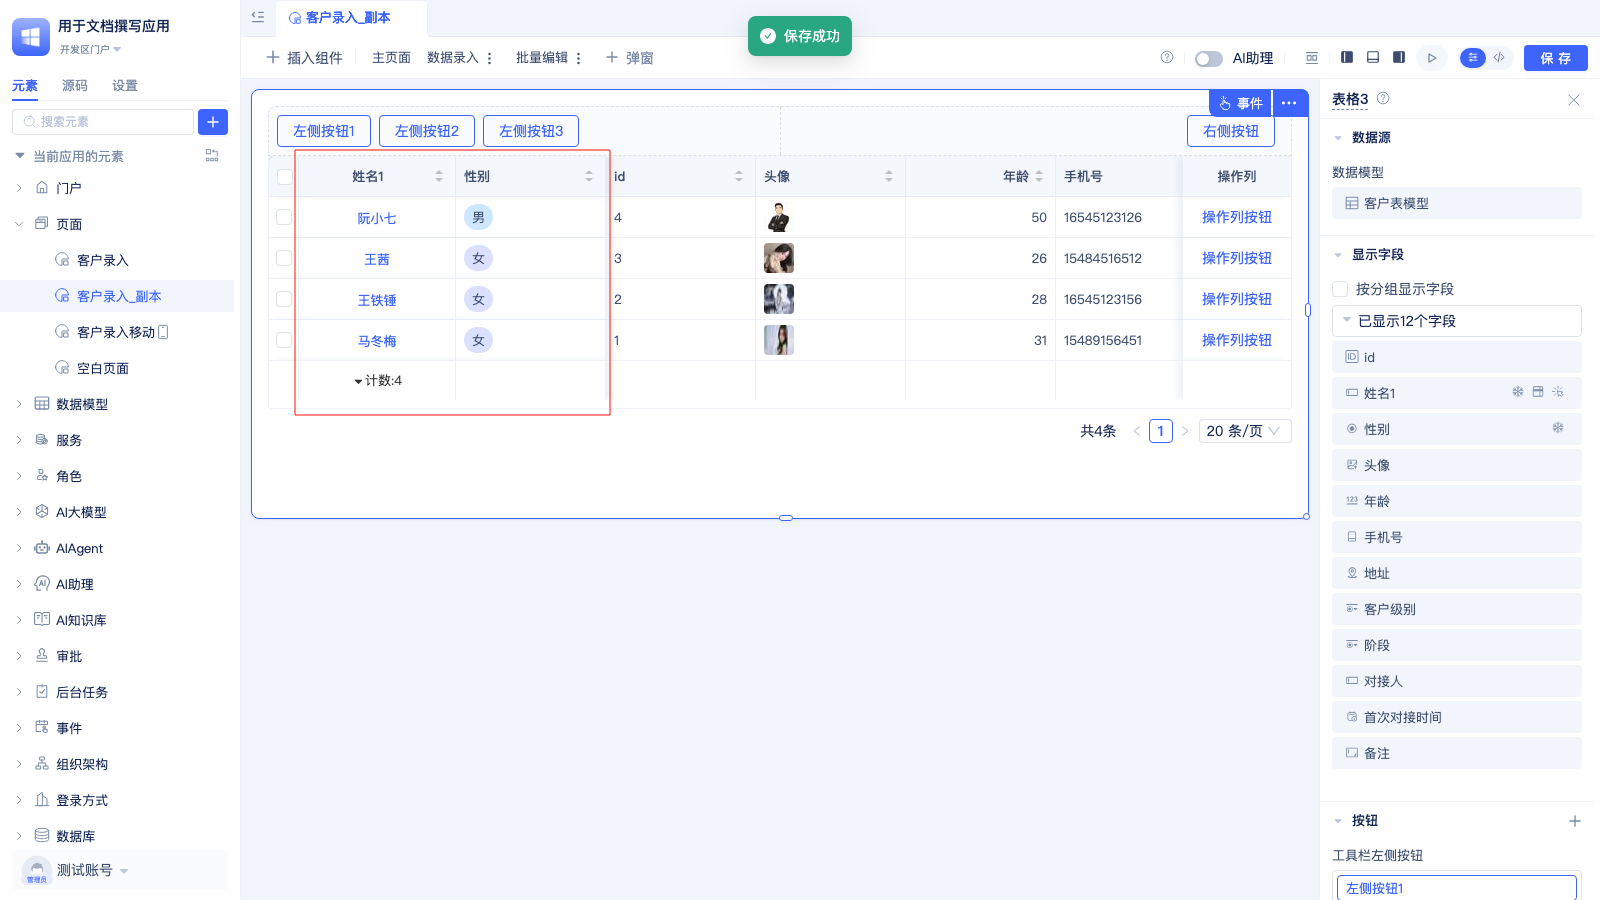 用于文档撰写应用
开发区门户
元素 源码 设置
搜索元素
当前应用的元素
门户
页面
客户录入
客户录入_副本
客户录入移动
空白页面
数据模型
服务
角色
AI大模型
AIAgent
AI助理
AI知识库
审批
后台任务
事件
组织架构
登录方式
数据库
管理员
测试账号
客户录入_副本
保存成功
插入组件 主页面 数据录入 批量编辑 弹窗
AI助理
保 存
事件
左侧按钮1 左侧按钮2 左侧按钮3 右侧按钮
姓名1 性别 id 头像 年龄 手机号 操作列
阮小七 男 4 50 16545123126 操作列按钮
王茜 女 3 26 15484516512 操作列按钮
王铁锤 女 2 28 16545123156 操作列按钮
马冬梅 女 1 31 15489156451 操作列按钮
计数:4
共4条 1 20 条/页
表格3
数据源
数据模型
客户表模型
显示字段
按分组显示字段
已显示12个字段
id
姓名1
性别
头像
123 年龄
手机号
地址
客户级别
阶段
对接人
首次对接时间
备注
按钮
工具栏左侧按钮
左侧按钮1